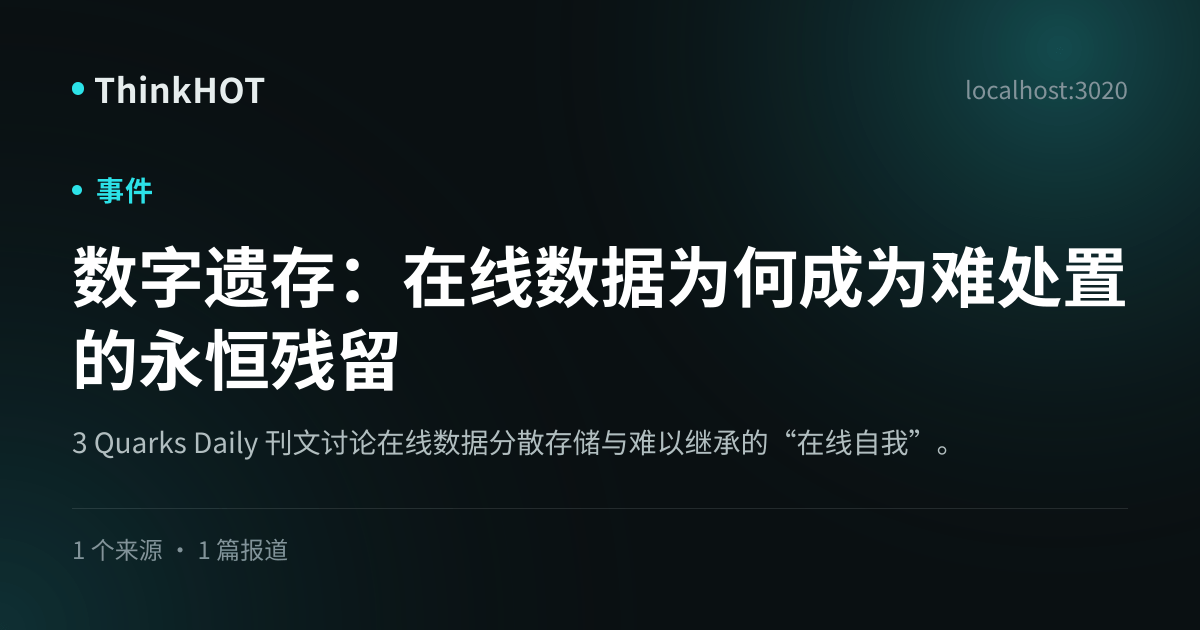 ThinkHOT
localhost:3020
事件
数字遗存：在线数据为何成为难处置
的永恒残留
3 Quarks Daily 刊文讨论在线数据分散存储与难以继承的“在线自我”。
1 个来源 · 1 篇报道